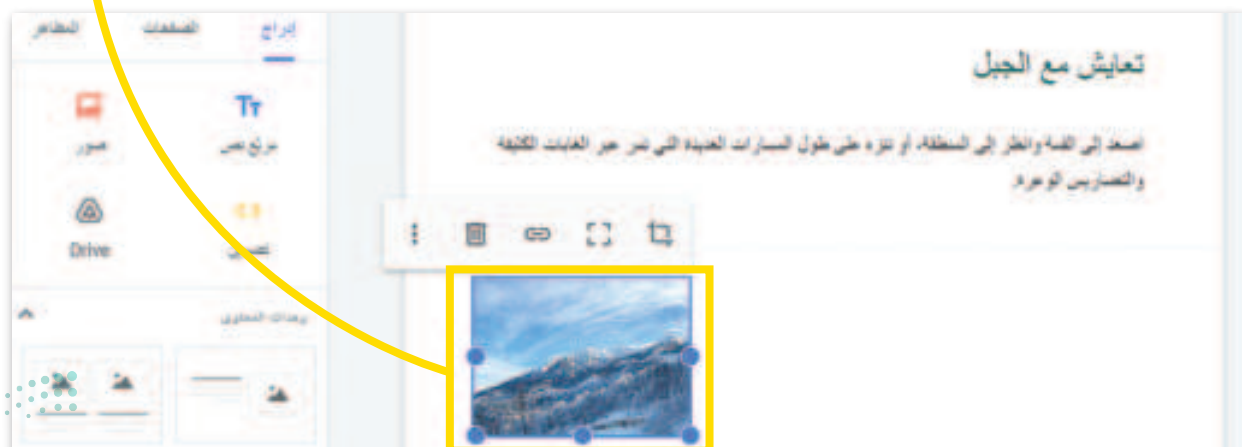 إدراج
الصفحات
المظاهر
تعايش مع الجبل
مربع نص
صور
اصعد إلى القمة وانظر إلى المنطقة، أو تنزه على طول المسارات العديدة التي تمر عبر الغابات الكثيفة
والتضاريس الوعرة.
تضمين
Drive
وحدات المحتوى